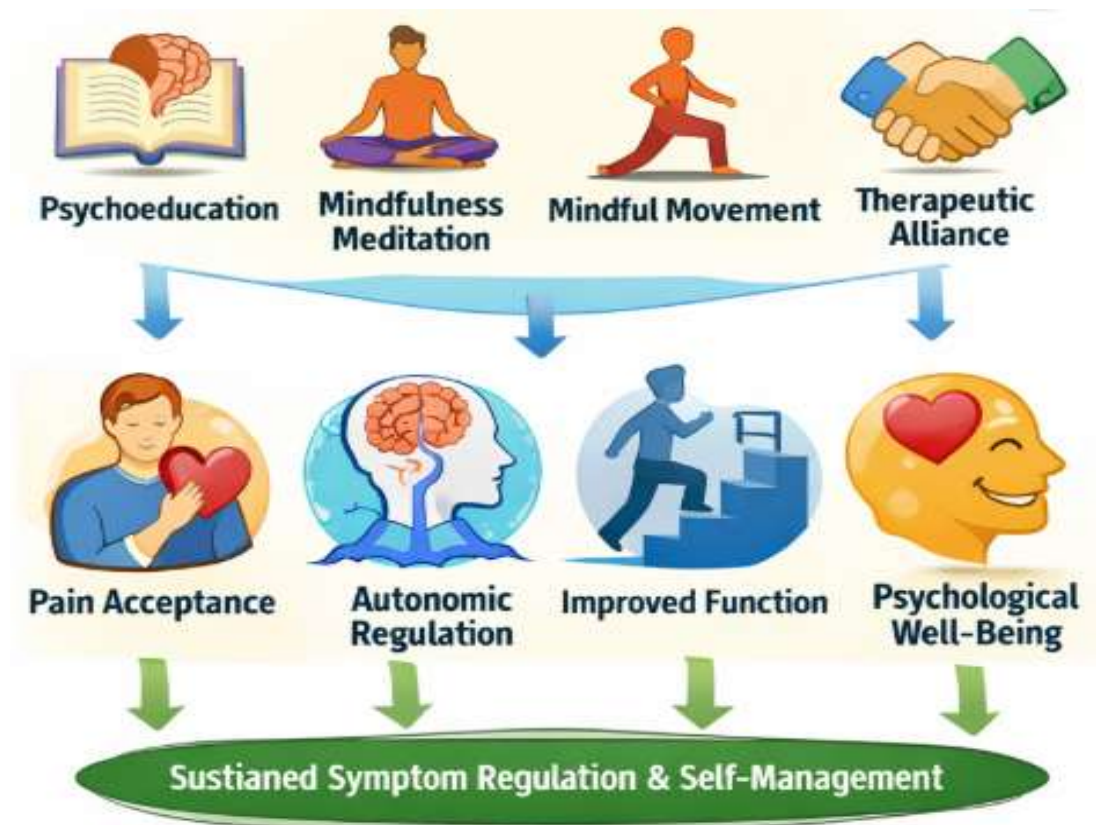 Psychoeducation
Mindfulness
Meditation
Mindful Movement
Therapeutic
Alliance
Pain Acceptance
Autonomic
Regulation
Improved Function
Psychological
Well-Being
Sustianed Symptom Regulation & Self-Management